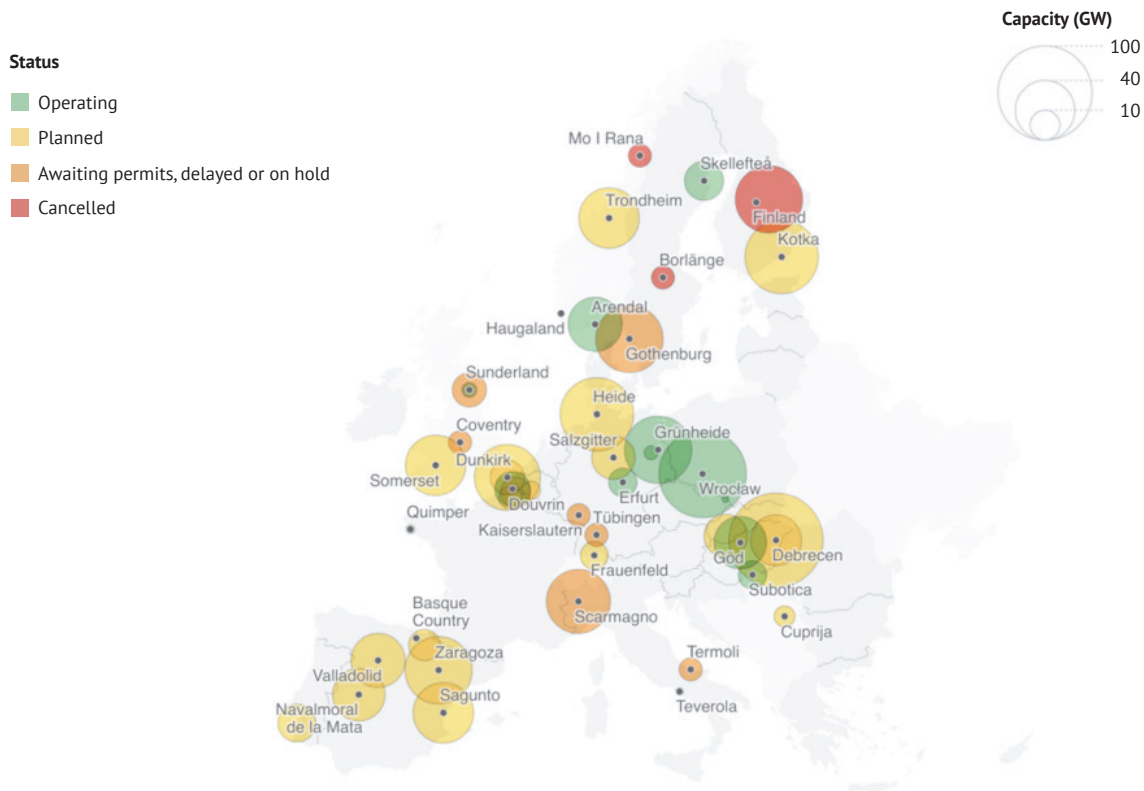 Capacity (GW)
100
40
10
Status
Operating
Planned
Awaiting permits, delayed or on hold
Cancelled
Mo I Rana
Skellefteå
Trondheim
Finland
Kotka
Borlänge
Arendal
Haugaland
Gothenburg
Sunderland
Heide
Coventry
Grünheide
Salzgitter
Dunkirk
Somerset
Wrocław
Erfurt
Douvrin
Quimper
Tübingen
Kaiserslautern
Göd
Debrecen
Frauenfeld
Subotica
Scarmagno
Basque
Country
Cuprija
Zaragoza
Termoli
Valladolid
Sagunto
Teverola
Navalmoral
de la Mata